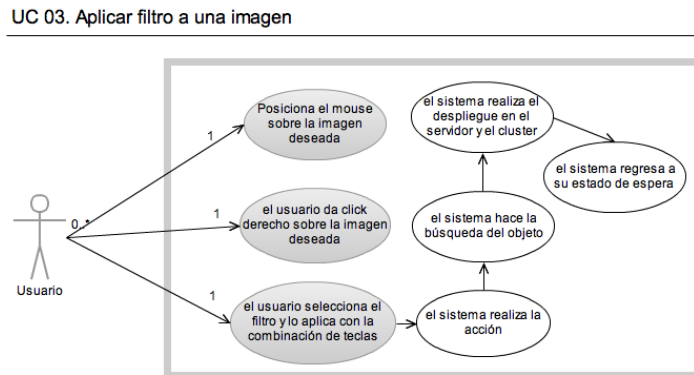 UC 03. Aplicar filtro a una imagen
Posiciona el mouse
sobre la imagen
deseada
el sistema realiza el
despliegue en el
servidor y el cluster
1
el sistema regresa a
su estado de espera
1
0..*
el usuario da click
derecho sobre la imagen
deseada
el sistema hace la
búsqueda del objeto
Usuario
1
el usuario selecciona el
filtro y lo aplica con la
combinación de teclas
el sistema realiza la
acción